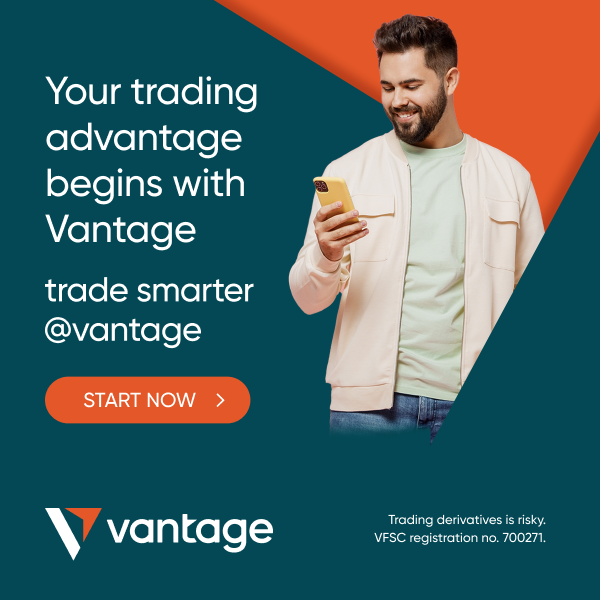 Your trading
advantage
begins with
Vantage
trade smarter
@vantage
START NOW
vantage
Trading derivatives is risky.
VFSC registration no. 700271.